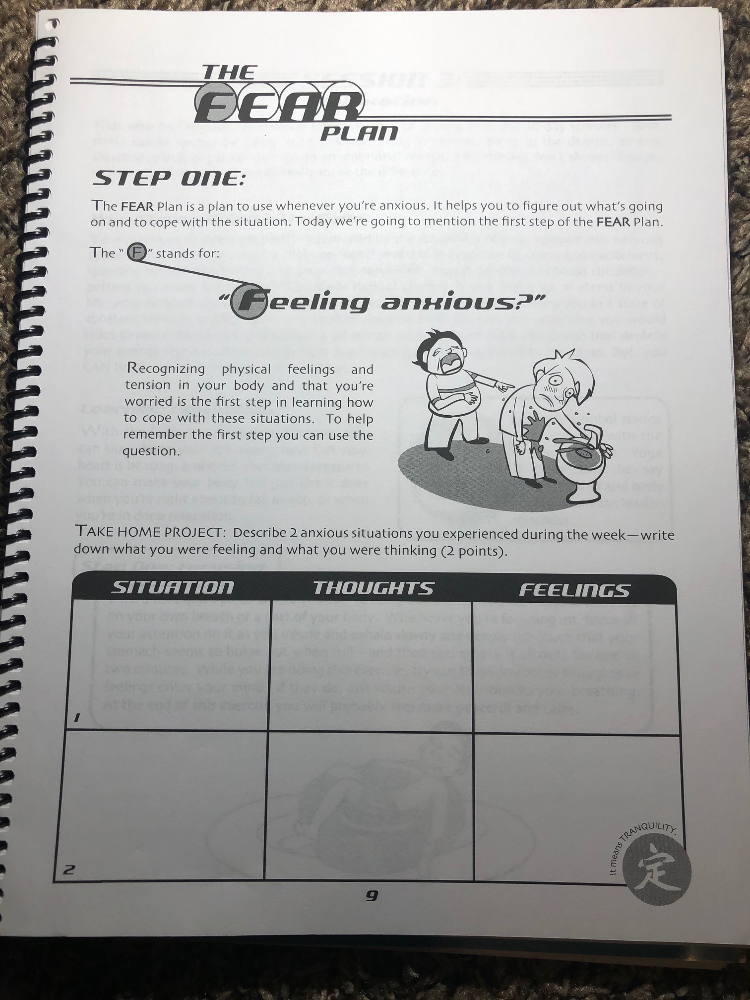 THE
FEAR
PLAN
STEP ONE:
The FEAR Plan is a plan to use whenever you're anxious. It helps you to figure out what's going
on and to cope with the situation. Today we're going to mention the first step of the FEAR Plan.
The “F” stands for:
“Feeling anxious?”
Recognizing physical feelings and
tension in your body and that you're
worried is the first step in learning how
to cope with these situations. To help
remember the first step you can use the
question.
TAKE HOME PROJECT: Describe 2 anxious situations you experienced during the week—write
down what you were feeling and what you were thinking (2 points).
SITUATION THOUGHTS FEELINGS
1
2
It means TRANQUILITY.
定
9